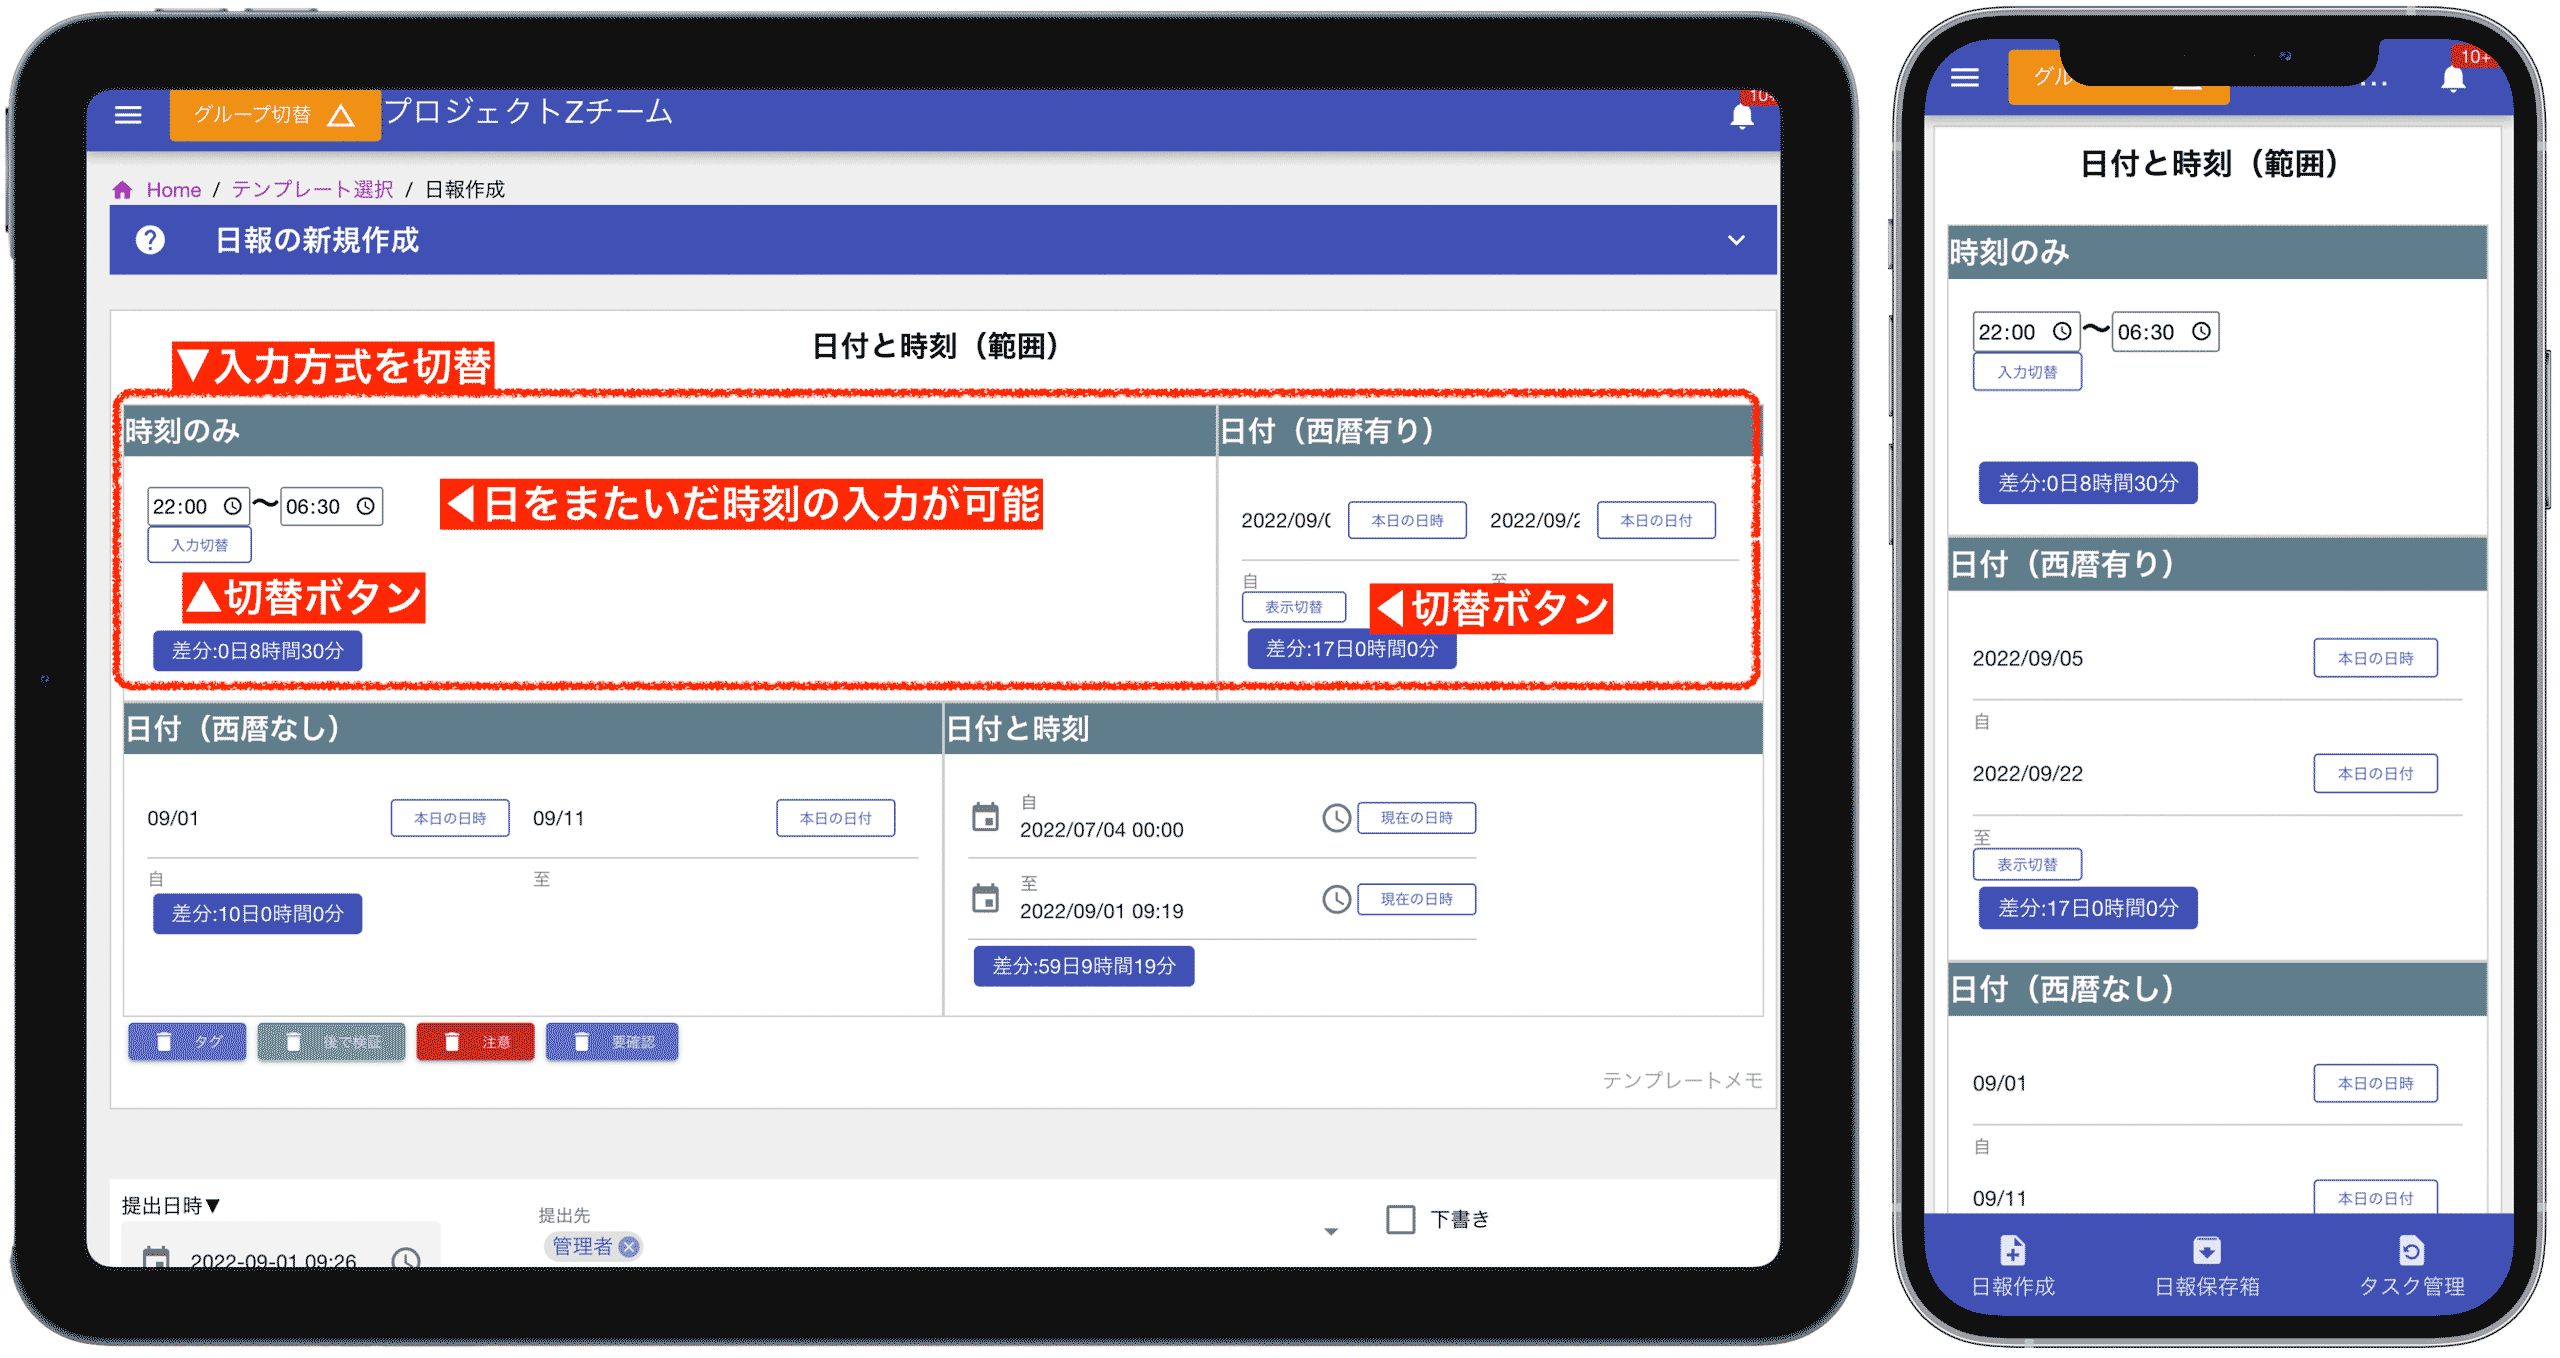 グループ切替 プロジェクトZチーム
10+
Home / テンプレート選択 / 日報作成
日報の新規作成
日付と時刻（範囲）
▼入力方式を切替
時刻のみ
22:00 〜 06:30
◀日をまたいだ時刻の入力が可能
入力切替
▲切替ボタン
差分:0日8時間30分
日付（西暦有り）
2022/09/0 本日の日時 2022/09/2 本日の日付
自 至
表示切替
◀切替ボタン
差分:17日0時間0分
日付（西暦なし）
09/01 本日の日時 09/11 本日の日付
自 至
差分:10日0時間0分
日付と時刻
自
2022/07/04 00:00 現在の日時
至
2022/09/01 09:19 現在の日時
差分:59日9時間19分
タグ 後で検証 注意 要確認
テンプレートメモ
提出日時▼
2022-09-01 09:26
提出先
管理者
下書き
グル ...
10+
日付と時刻（範囲）
時刻のみ
22:00 〜 06:30
入力切替
差分:0日8時間30分
日付（西暦有り）
2022/09/05 本日の日時
自
2022/09/22 本日の日付
至
表示切替
差分:17日0時間0分
日付（西暦なし）
09/01 本日の日時
自
09/11 本日の日付
日報作成 日報保存箱 タスク管理